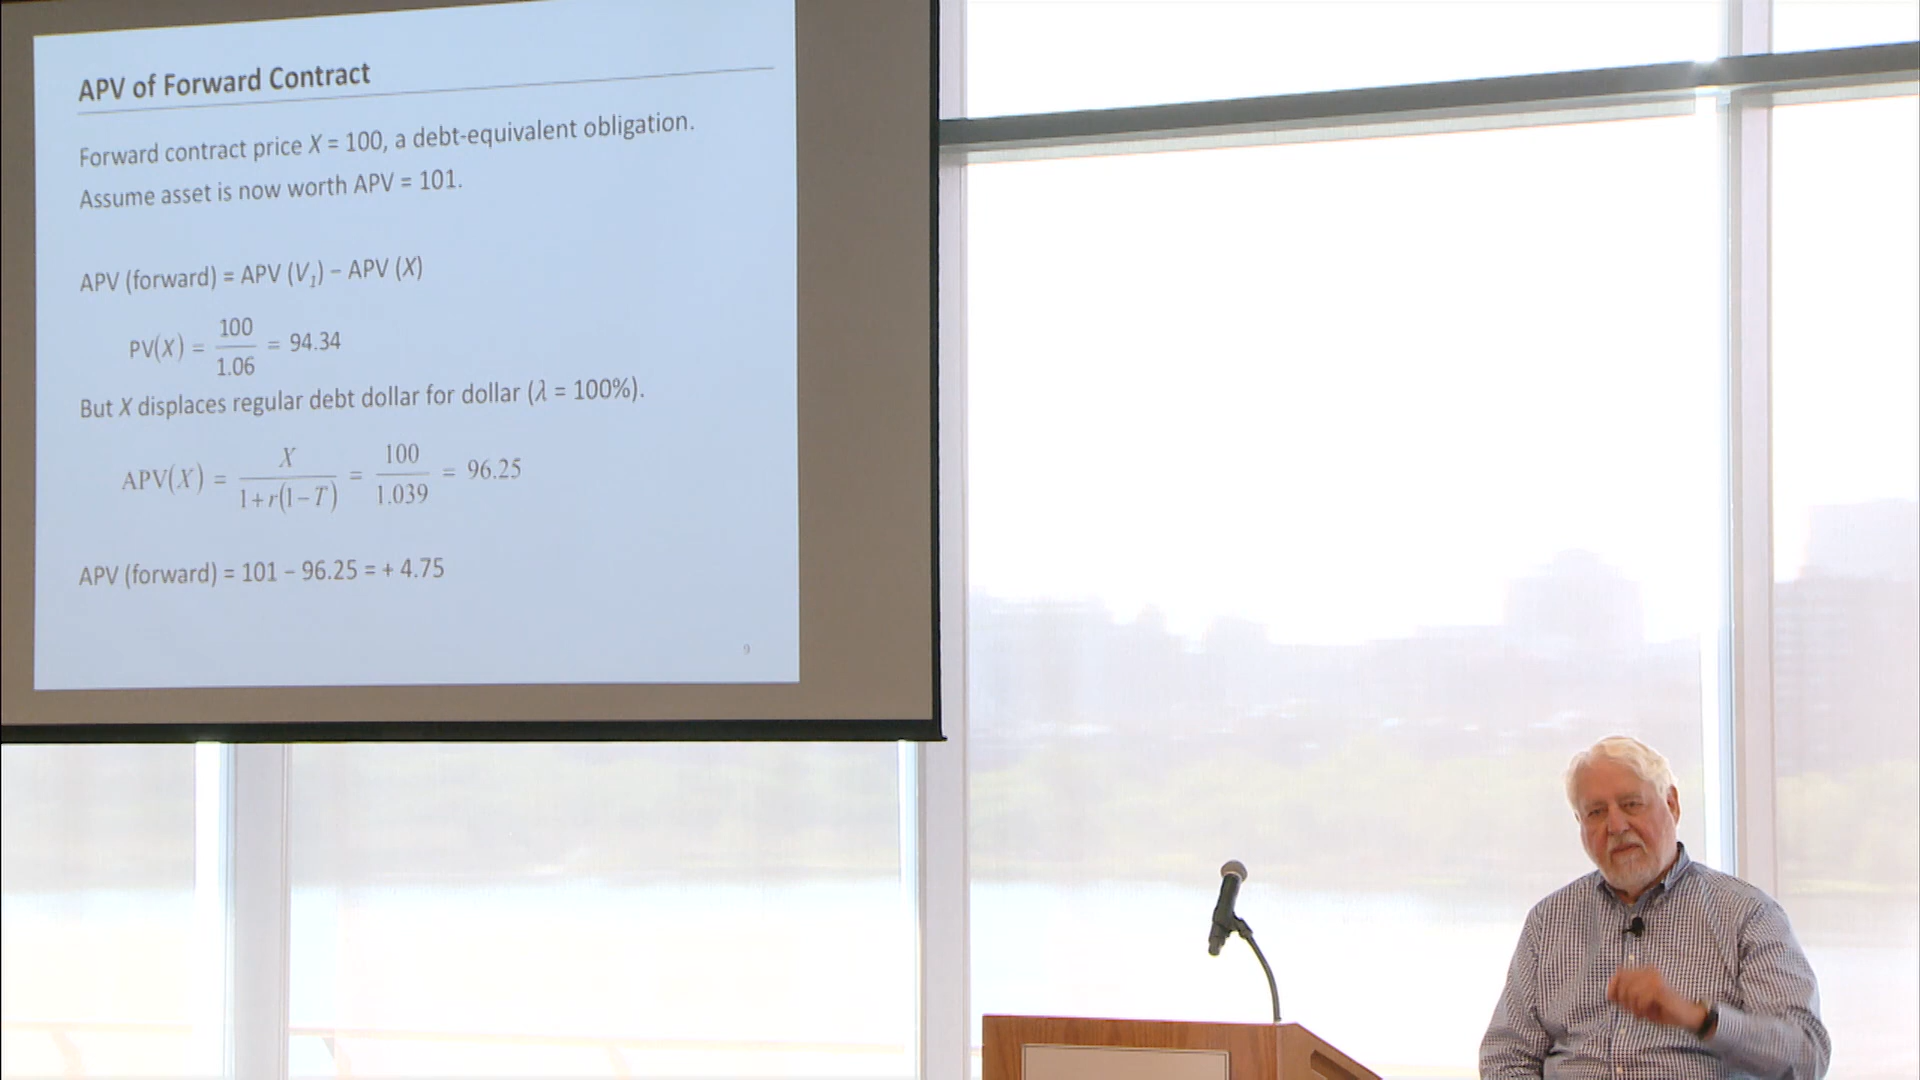 APV of Forward Contract
Forward contract price X = 100, a debt-equivalent obligation.
Assume asset is now worth APV = 101.
APV (forward) = APV (V₁) – APV (X)
PV(X) = 100 / 1.06 = 94.34
But X displaces regular debt dollar for dollar (λ = 100%).
APV(X) = X / 1+r(1−T) = 100 / 1.039 = 96.25
APV (forward) = 101 – 96.25 = + 4.75
9